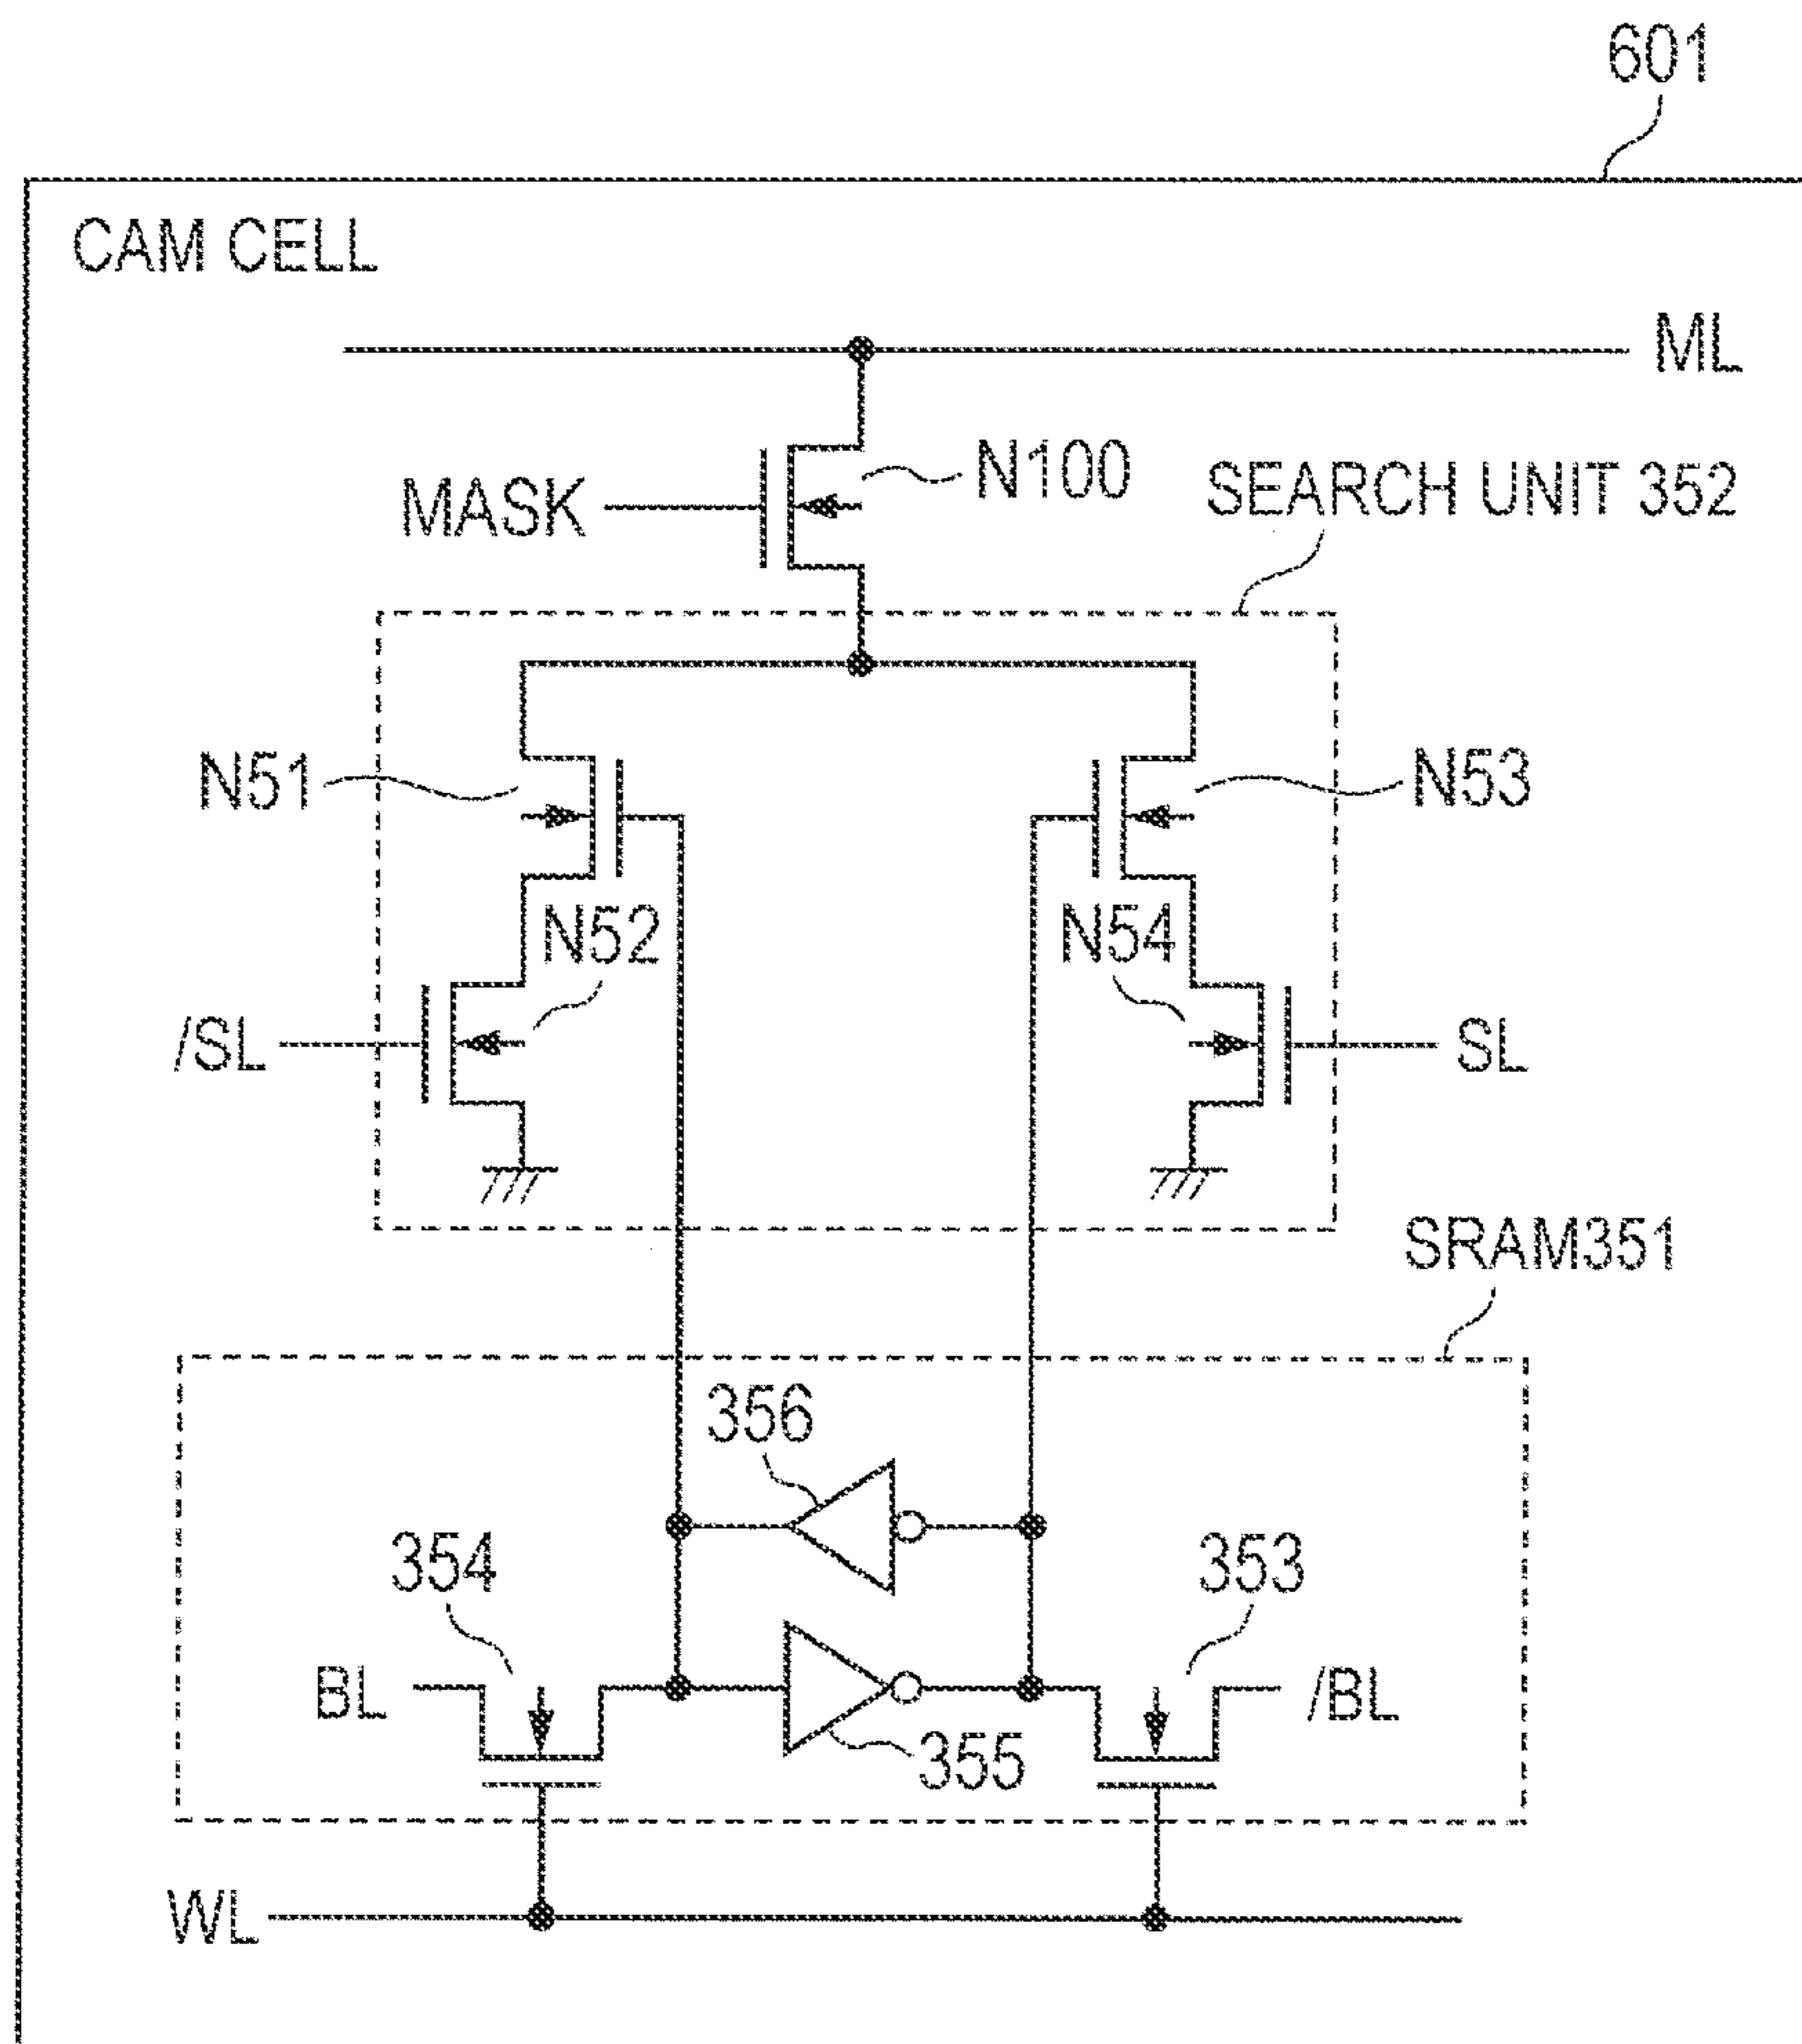 601
CAM CELL
ML
N100
MASK
SEARCH UNIT 352
N51
N53
N52
N54
/SL
SL
SRAM351
356
354
353
BL
/BL
355
WL